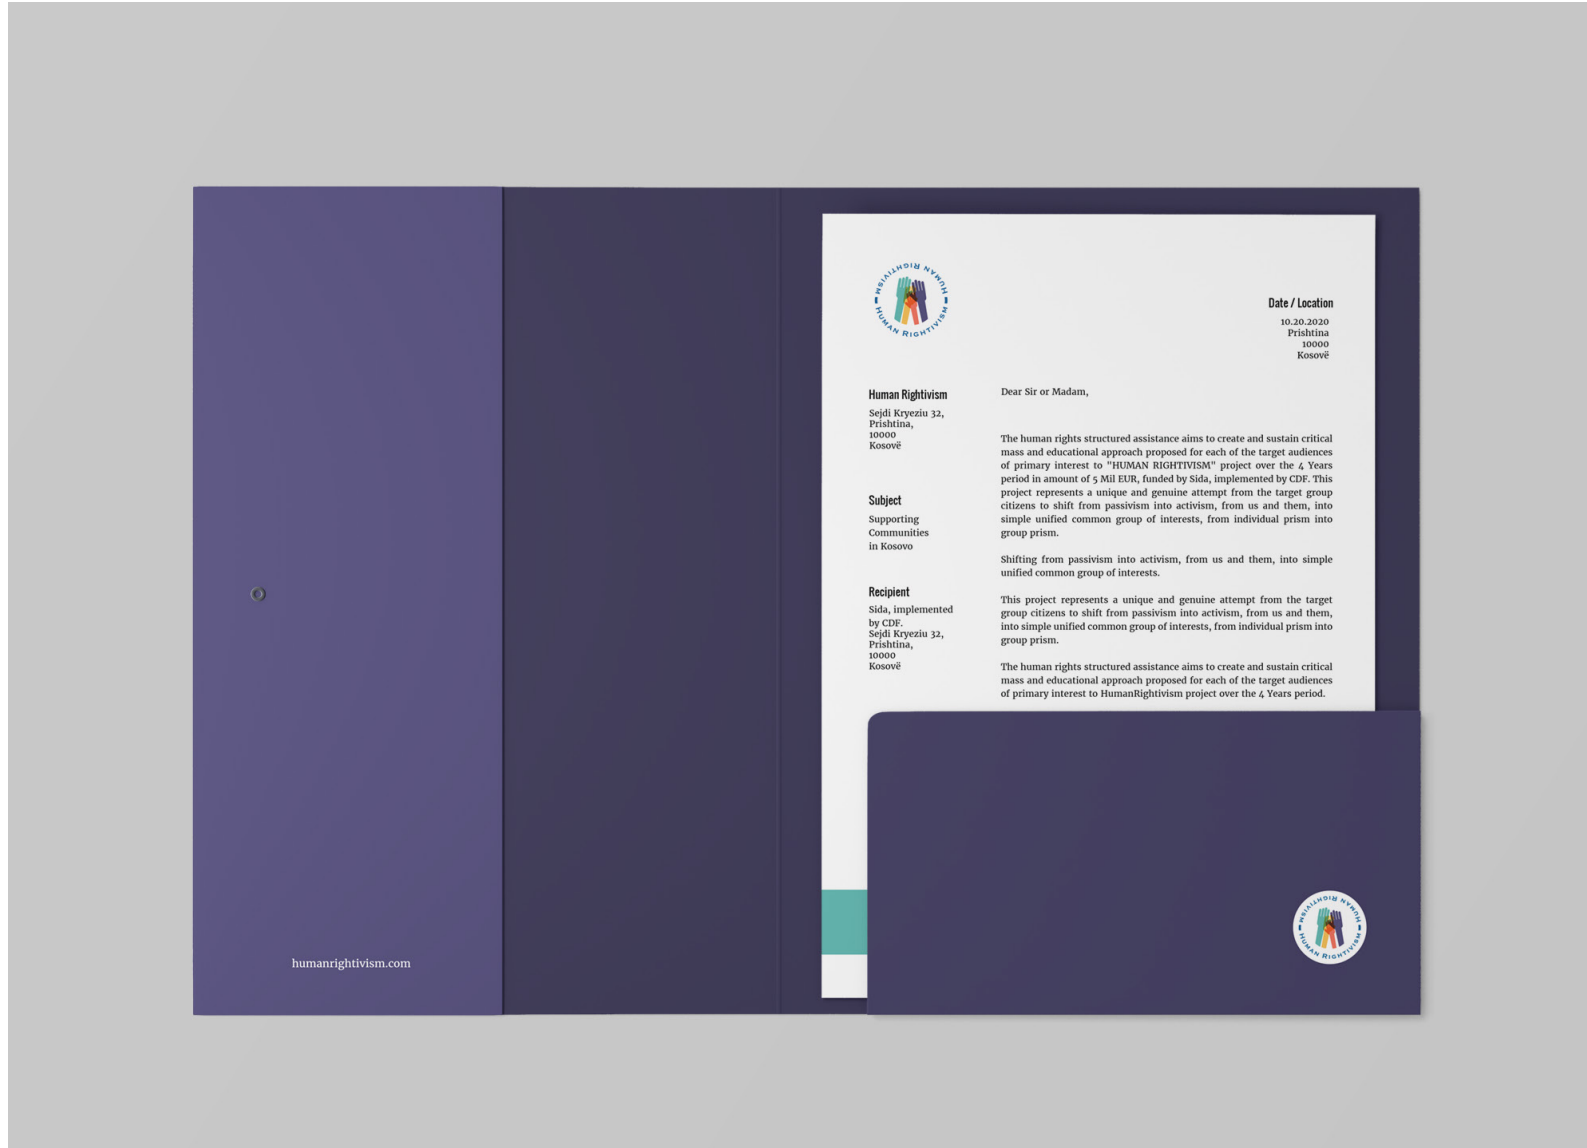 HUMAN RIGHTIVISM
HUMAN RIGHTIVISM
Date / Location
10.20.2020
Prishtina
10000
Kosovë
Human Rightivism
Sejdi Kryeziu 32,
Prishtina,
10000
Kosovë
Subject
Supporting
Communities
in Kosovo
Recipient
Sida, implemented
by CDF.
Sejdi Kryeziu 32,
Prishtina,
10000
Kosovë
Dear Sir or Madam,
The human rights structured assistance aims to create and sustain critical
mass and educational approach proposed for each of the target audiences
of primary interest to "HUMAN RIGHTIVISM" project over the 4 Years
period in amount of 5 Mil EUR, funded by Sida, implemented by CDF. This
project represents a unique and genuine attempt from the target group
citizens to shift from passivism into activism, from us and them, into
simple unified common group of interests, from individual prism into
group prism.
Shifting from passivism into activism, from us and them, into simple
unified common group of interests.
This project represents a unique and genuine attempt from the target
group citizens to shift from passivism into activism, from us and them,
into simple unified common group of interests, from individual prism into
group prism.
The human rights structured assistance aims to create and sustain critical
mass and educational approach proposed for each of the target audiences
of primary interest to HumanRightivism project over the 4 Years period.
HUMAN RIGHTIVISM
HUMAN RIGHTIVISM
humanrightivism.com